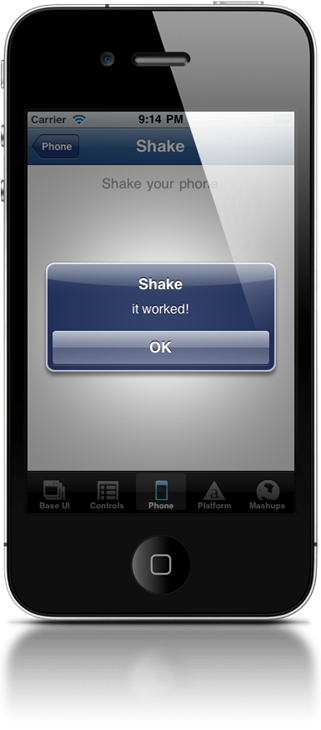 Carrier 9:14 PM
Phone Shake
Shake your phone
Shake
it worked!
OK
Base UI Controls Phone Platform Mashups